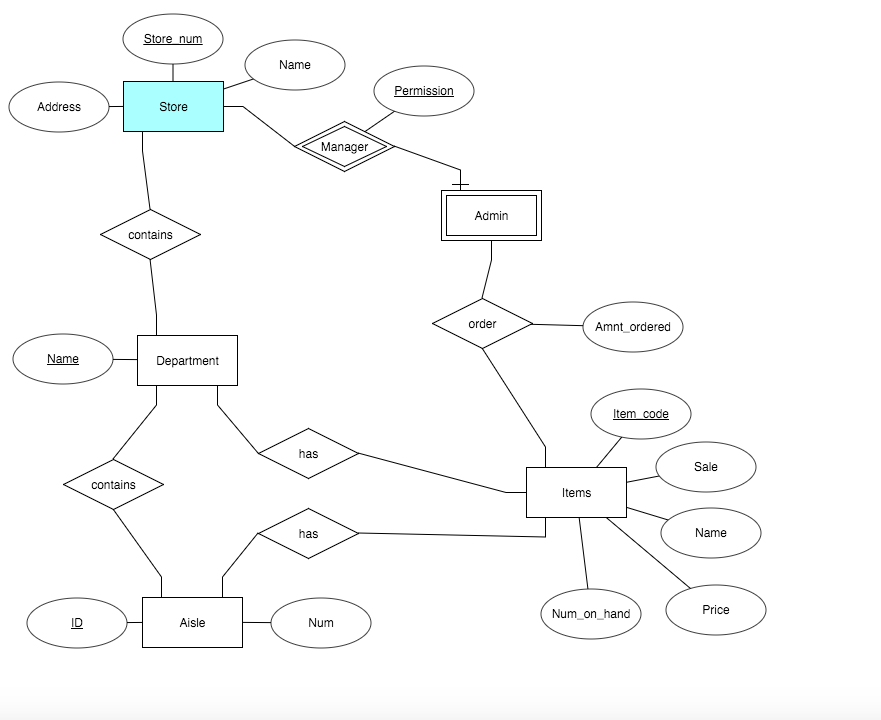 Store_num
Name
Address
Store
Permission
Manager
Admin
contains
order
Amnt_ordered
Name
Department
Item_code
has
Sale
contains
Items
has
Name
Price
Num_on_hand
ID
Aisle
Num